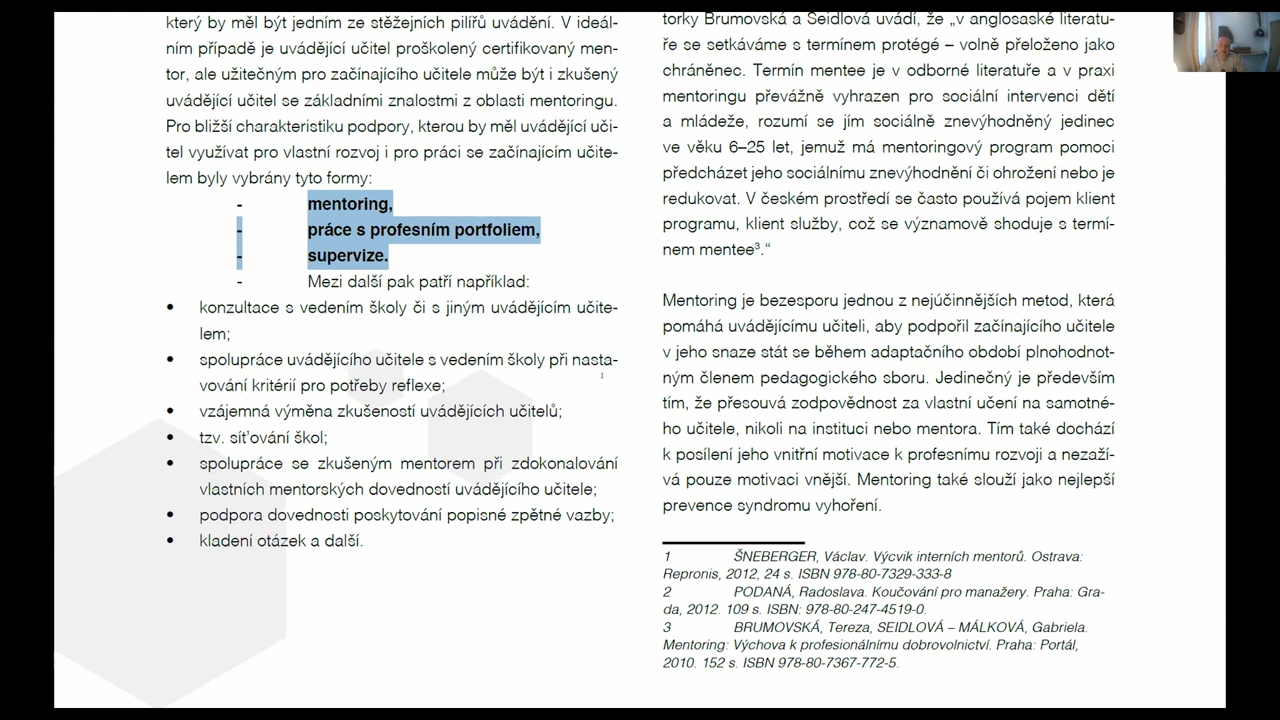 který by měl být jedním ze stěžejních pilířů uvádění. V ideál-
ním případě je uvádějící učitel proškolený certifikovaný men-
tor, ale užitečným pro začínajícího učitele může být i zkušený
uvádějící učitel se základními znalostmi z oblasti mentoringu.
Pro bližší charakteristiku podpory, kterou by měl uvádějící uči-
tel využívat pro vlastní rozvoj i pro práci se začínajícím učite-
lem byly vybrány tyto formy:
- mentoring,
- práce s profesním portfoliem,
- supervize.
- Mezi další pak patří například:
• konzultace s vedením školy či s jiným uvádějícím učite-
lem;
• spolupráce uvádějícího učitele s vedením školy při nasta-
vování kritérií pro potřeby reflexe;
• vzájemná výměna zkušeností uvádějících učitelů;
• tzv. síťování škol;
• spolupráce se zkušeným mentorem při zdokonalování
vlastních mentorských dovedností uvádějícího učitele;
• podpora dovednosti poskytování popisné zpětné vazby;
• kladení otázek a další.
torky Brumovská a Seidlová uvádí, že „v anglosaské literatu-
ře se setkáváme s termínem protégé – volně přeloženo jako
chráněnec. Termín mentee je v odborné literatuře a v praxi
mentoringu převážně vyhrazen pro sociální intervenci dětí
a mládeže, rozumí se jím sociálně znevýhodněný jedinec
ve věku 6–25 let, jemuž má mentoringový program pomoci
předcházet jeho sociálnímu znevýhodnění či ohrožení nebo je
redukovat. V českém prostředí se často používá pojem klient
programu, klient služby, což se významově shoduje s termí-
nem mentee³.“
Mentoring je bezesporu jednou z nejúčinnějších metod, která
pomáhá uvádějícímu učiteli, aby podpořil začínajícího učitele
v jeho snaze stát se během adaptačního období plnohodnot-
ným členem pedagogického sboru. Jedinečný je především
tím, že přesouvá zodpovědnost za vlastní učení na samotné-
ho učitele, nikoli na instituci nebo mentora. Tím také dochází
k posílení jeho vnitřní motivace k profesnímu rozvoji a nezaží-
vá pouze motivaci vnější. Mentoring také slouží jako nejlepší
prevence syndromu vyhoření.
1 ŠNEBERGER, Václav. Výcvik interních mentorů. Ostrava:
Repronis, 2012, 24 s. ISBN 978-80-7329-333-8
2 PODANÁ, Radoslava. Koučování pro manažery. Praha: Gra-
da, 2012. 109 s. ISBN: 978-80-247-4519-0.
3 BRUMOVSKÁ, Tereza, SEIDLOVÁ – MÁLKOVÁ, Gabriela.
Mentoring: Výchova k profesionálnímu dobrovolnictví. Praha: Portál,
2010. 152 s. ISBN 978-80-7367-772-5.